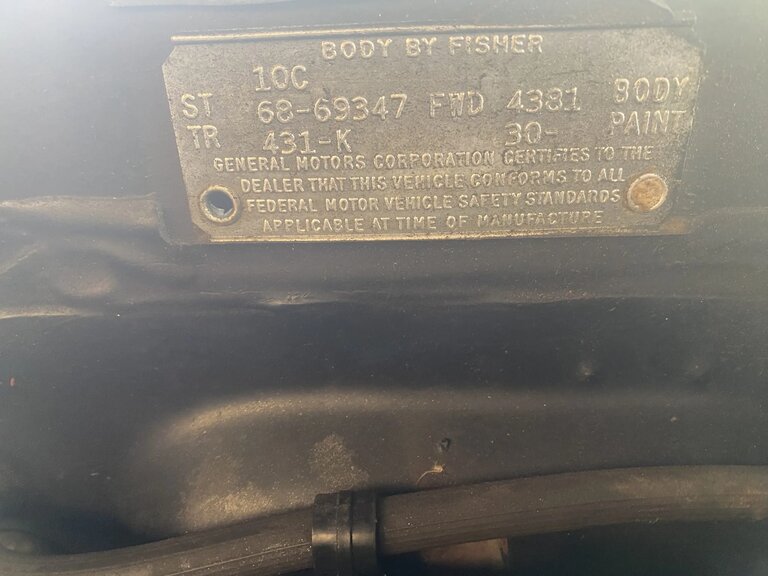 BODY BY FISHER
10C
ST 68-69347 FWD 4381 BODY
TR 431-K 30- PAINT
GENERAL MOTORS CORPORATION CERTIFIES TO THE
DEALER THAT THIS VEHICLE CONFORMS TO ALL
FEDERAL MOTOR VEHICLE SAFETY STANDARDS
APPLICABLE AT TIME OF MANUFACTURE